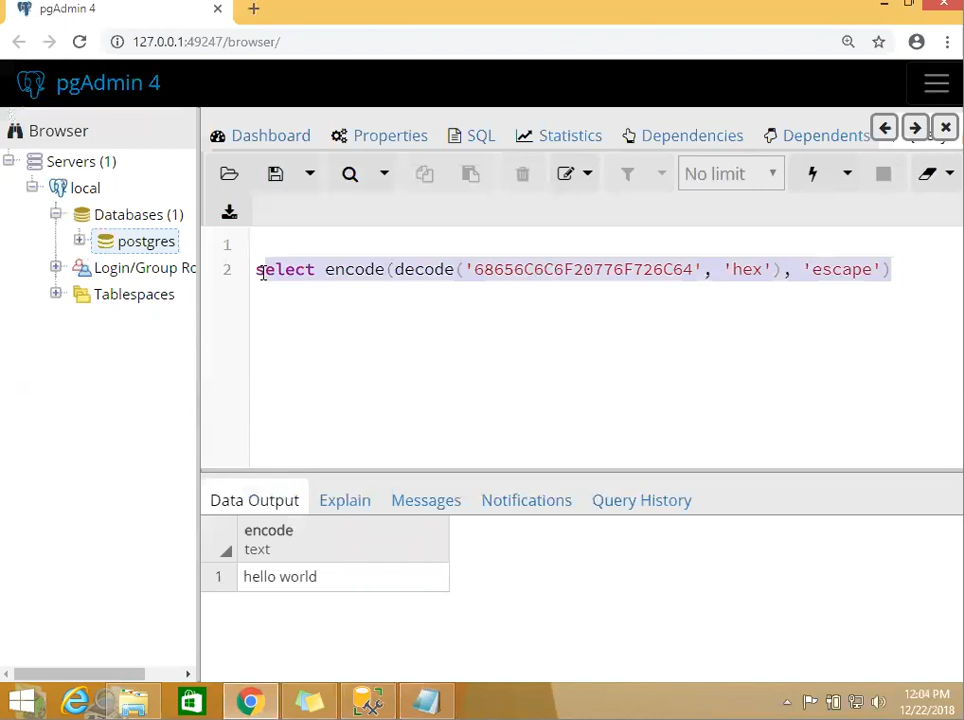 pgAdmin 4
127.0.0.1:49247/browser/
pgAdmin 4
Browser
Dashboard
Properties
SQL
Statistics
Dependencies
Dependents
Servers (1)
local
Databases (1)
postgres
Login/Group Ro
Tablespaces
No limit
1
2 select encode(decode('68656C6C6F20776F726C64', 'hex'), 'escape')
Data Output
Explain
Messages
Notifications
Query History
encode
text
1 hello world
12:04 PM
12/22/2018